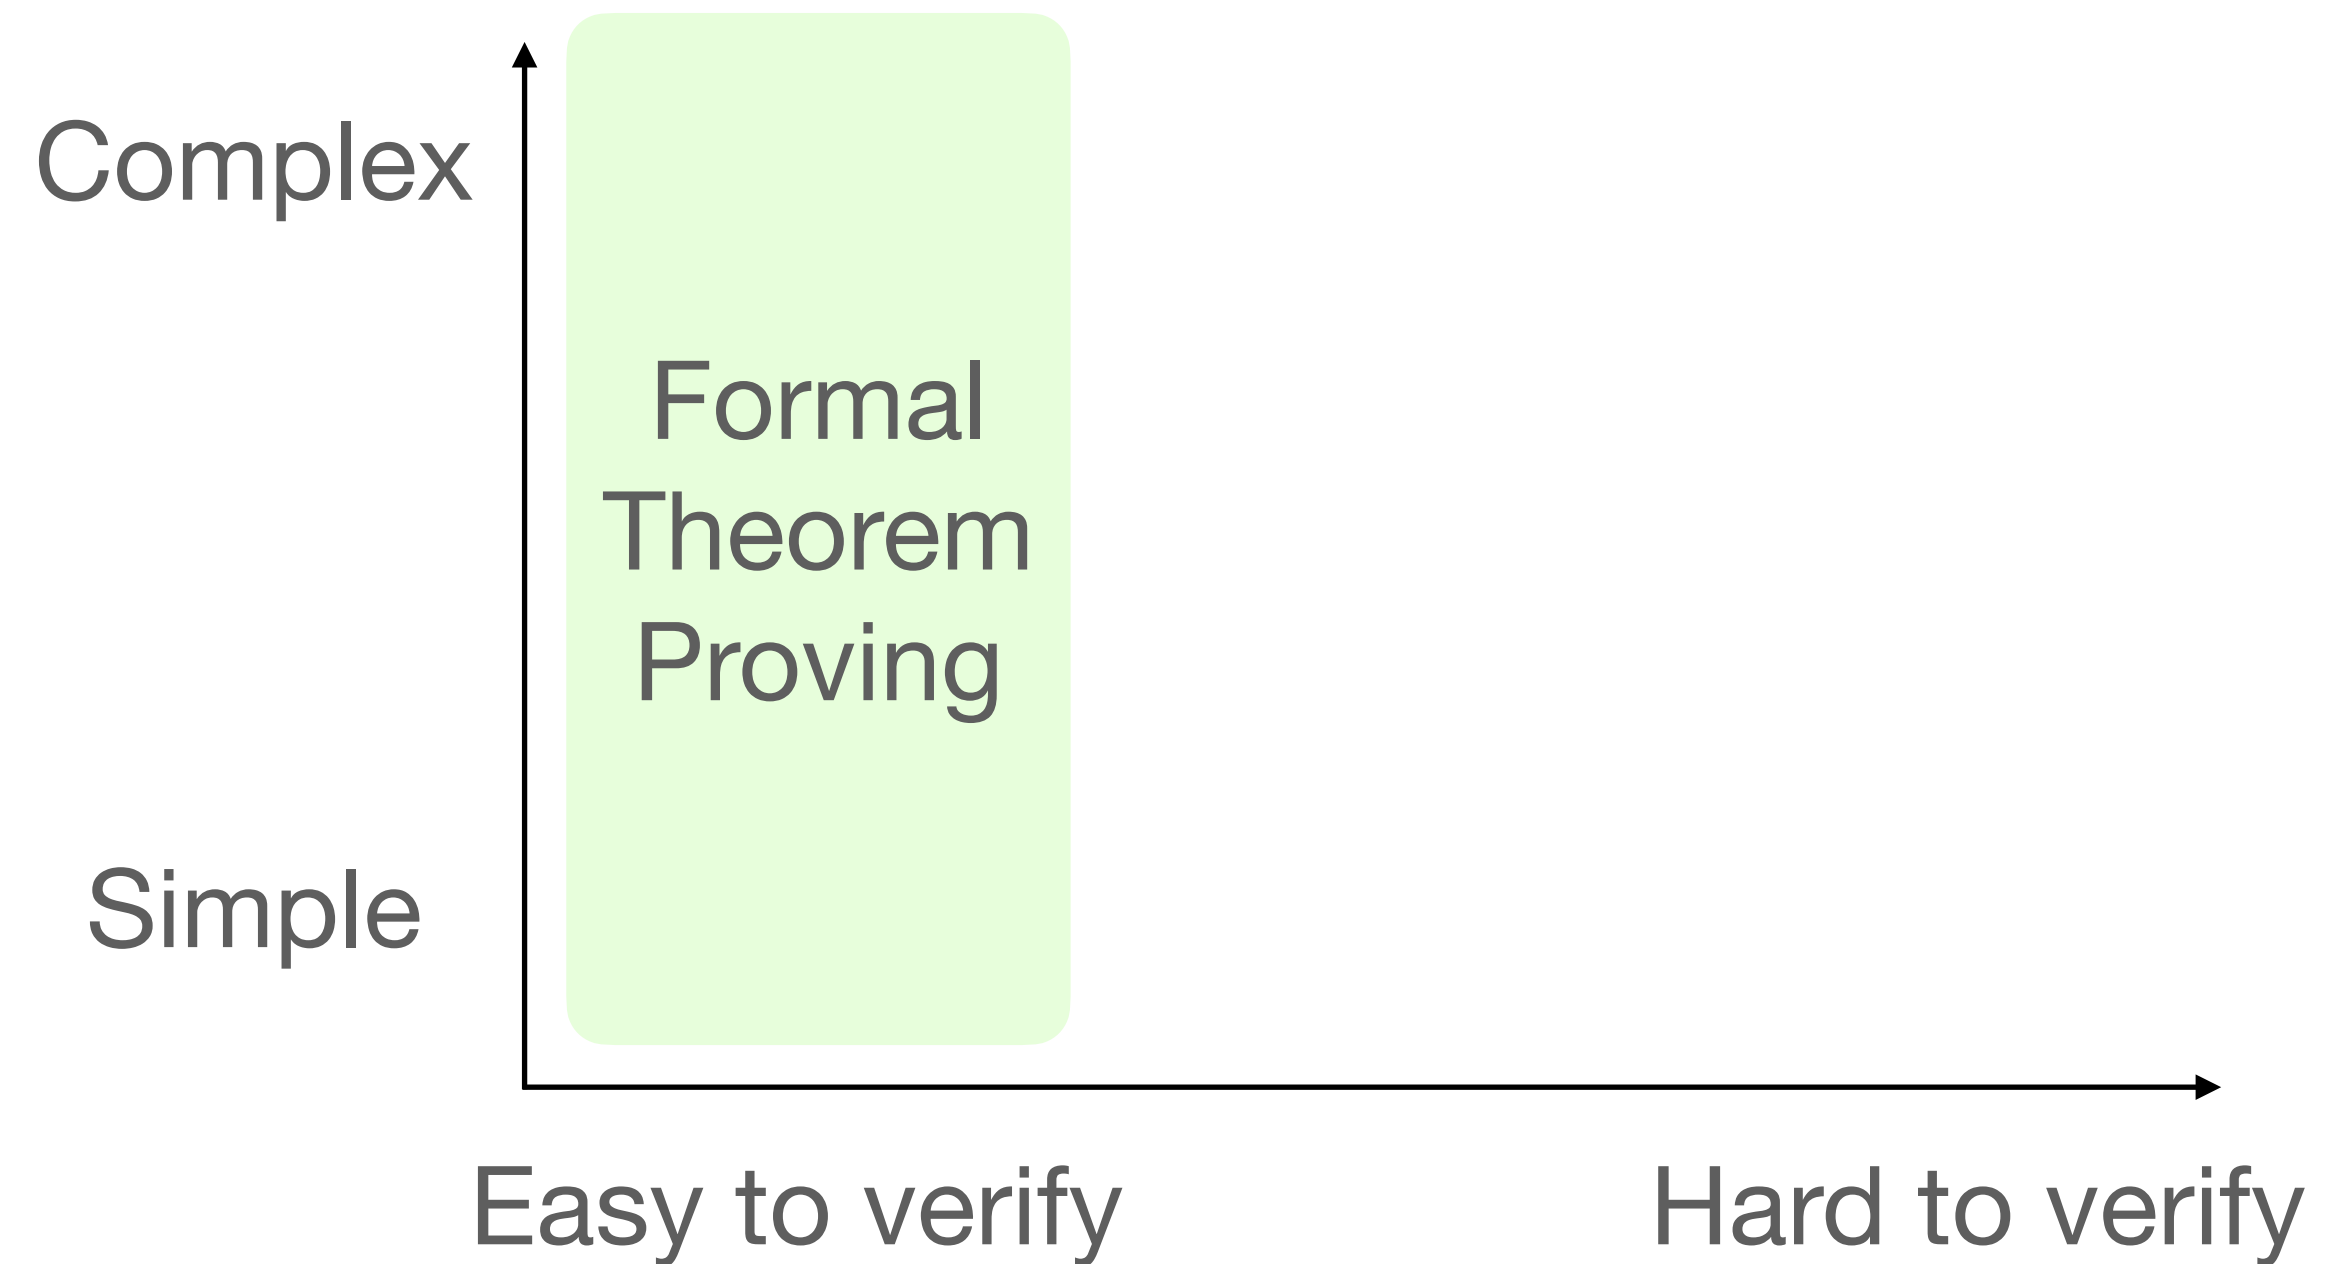 Complex
Formal
Theorem
Proving
Simple
Easy to verify
Hard to verify